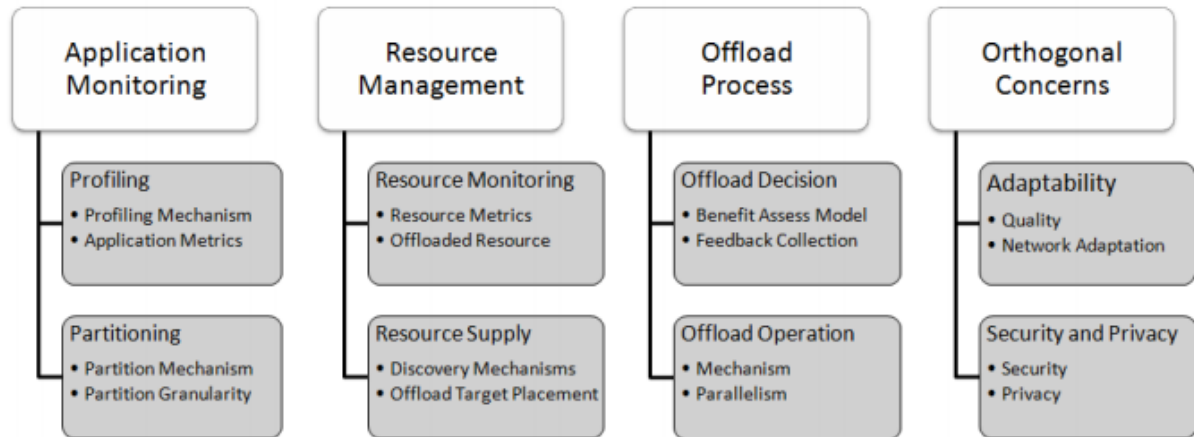 Application
Monitoring
Profiling
• Profiling Mechanism
• Application Metrics
Partitioning
• Partition Mechanism
• Partition Granularity
Resource
Management
Resource Monitoring
• Resource Metrics
• Offloaded Resource
Resource Supply
• Discovery Mechanisms
• Offload Target Placement
Offload
Process
Offload Decision
• Benefit Assess Model
• Feedback Collection
Offload Operation
• Mechanism
• Parallelism
Orthogonal
Concerns
Adaptability
• Quality
• Network Adaptation
Security and Privacy
• Security
• Privacy